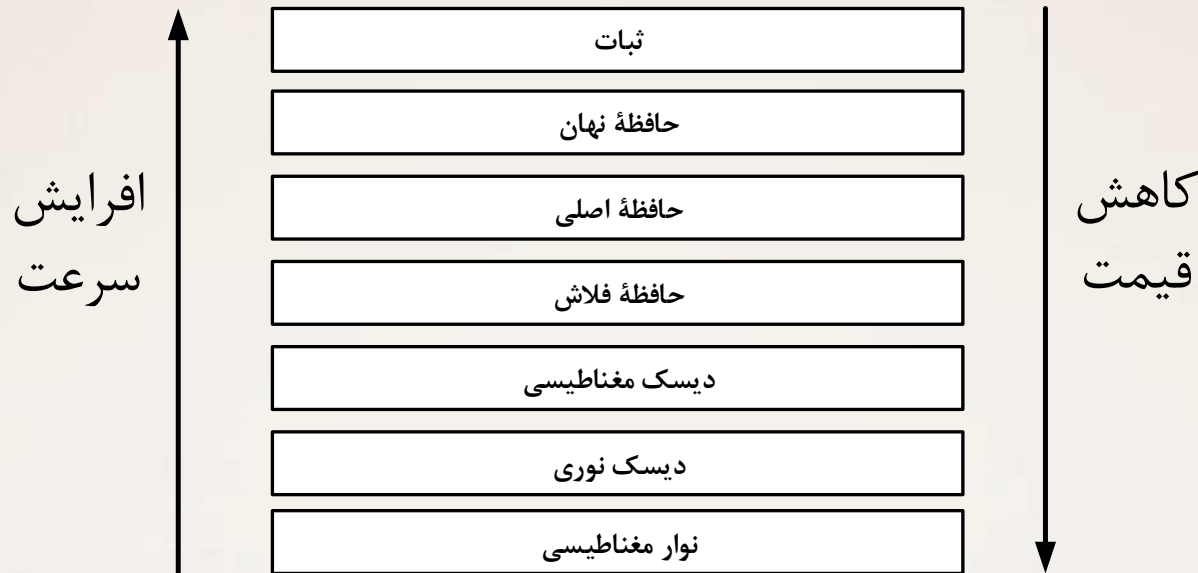 ثبات
حافظهٔ نهان
حافظهٔ اصلی
حافظهٔ فلاش
دیسک مغناطیسی
دیسک نوری
نوار مغناطیسی
کاهش
قیمت
افرایش
سرعت